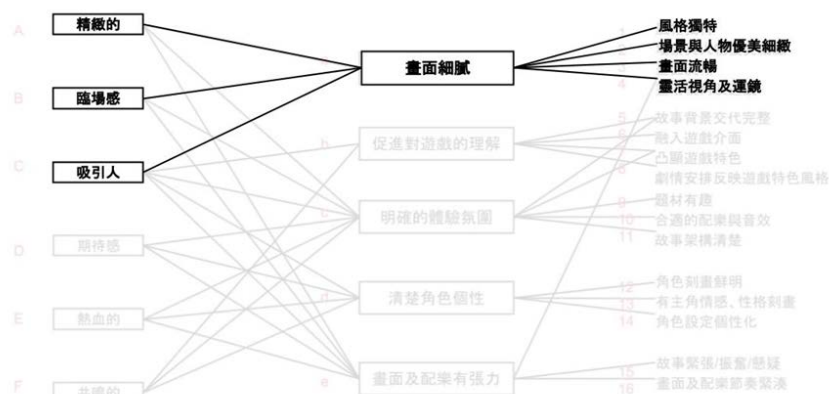 A 精緻的
B 臨場感
C 吸引人
D 期待感
E 熱血的
F 共鳴的
a 畫面細膩
b 促進對遊戲的理解
c 明確的體驗氛圍
d 清楚角色個性
e 畫面及配樂有張力
1 風格獨特
2 場景與人物優美細緻
3 畫面流暢
4 靈活視角及運鏡
5 故事背景交代完整
6 融入遊戲介面
凸顯遊戲特色
8 劇情安排反映遊戲特色風格
9 題材有趣
10 合適的配樂與音效
11 故事架構清楚
12 角色刻畫鮮明
13 有主角情感、性格刻畫
14 角色設定個性化
15 故事緊張/振奮/懸疑
16 畫面及配樂節奏緊湊